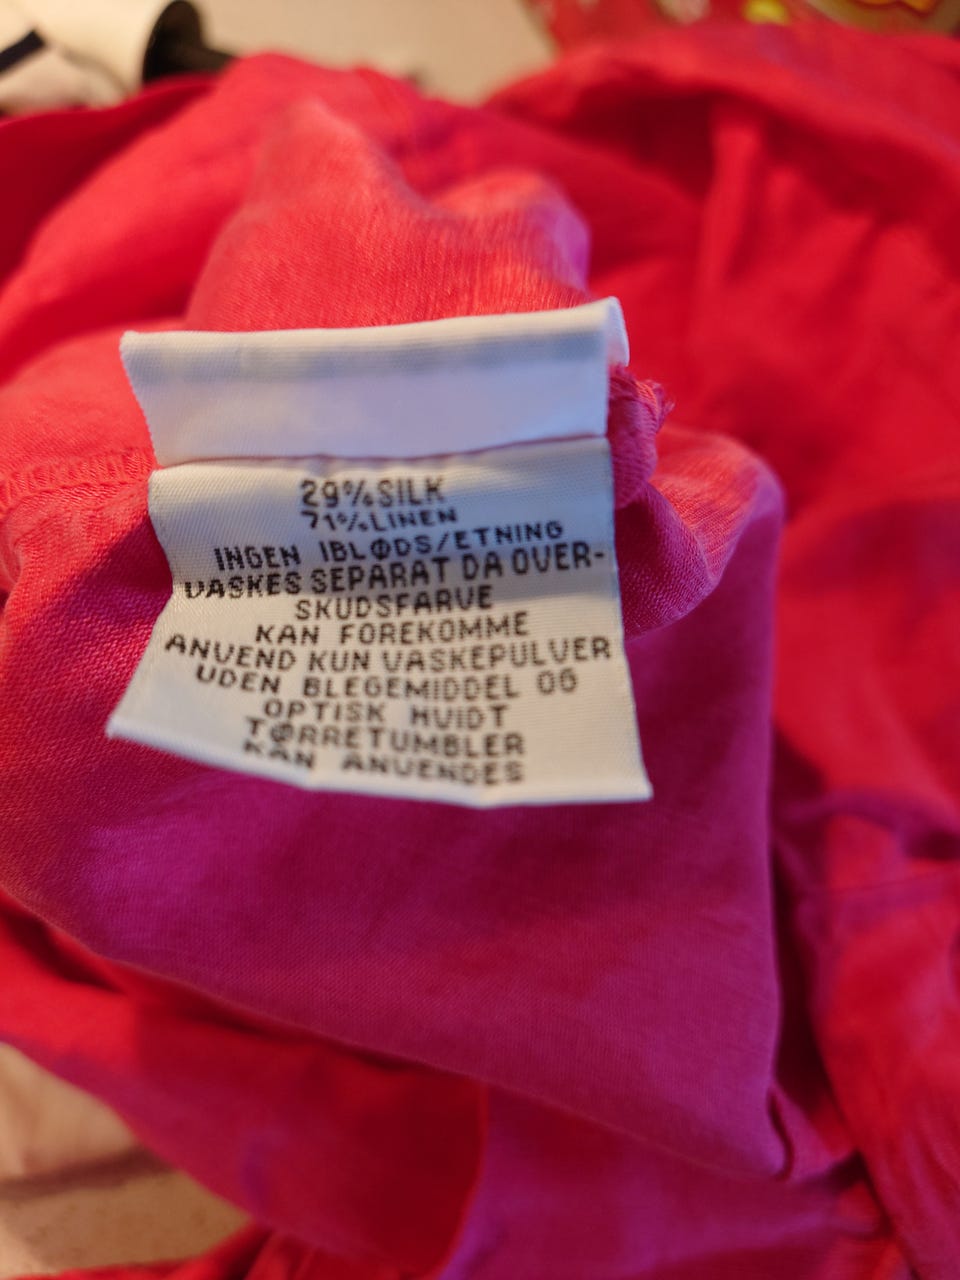 29%SILK
71%LINEN
INGEN IBLØDS/ETNING
VASKES SEPARAT DA OVER-
SKUDSFARVE
KAN FOREKOMME
ANVEND KUN VASKEPULVER
UDEN BLEGEMIDDEL OG
OPTISK HVIDT
TØRRETUMBLER
KAN ANVENDES